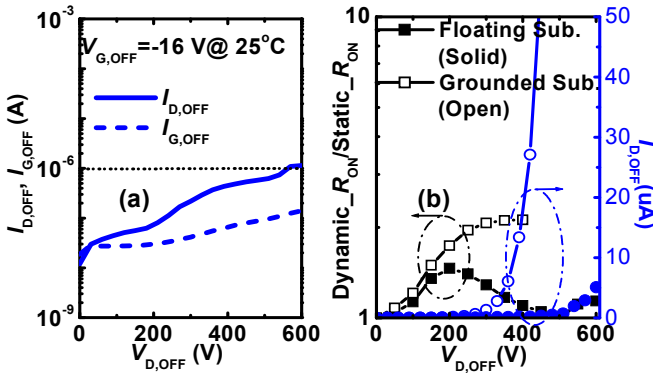 10^-3
10^-6
10^-9
I_D,OFF, I_G,OFF (A)
V_G,OFF=-16 V@ 25°C
I_D,OFF
I_G,OFF
(a)
0 200 400 600
V_D,OFF (V)
10
1
Dynamic_R_ON/Static_R_ON
Floating Sub.
(Solid)
Grounded Sub.
(Open)
(b)
0 200 400 600
V_D,OFF(V)
50
40
30
20
10
0
I_D,OFF(uA)